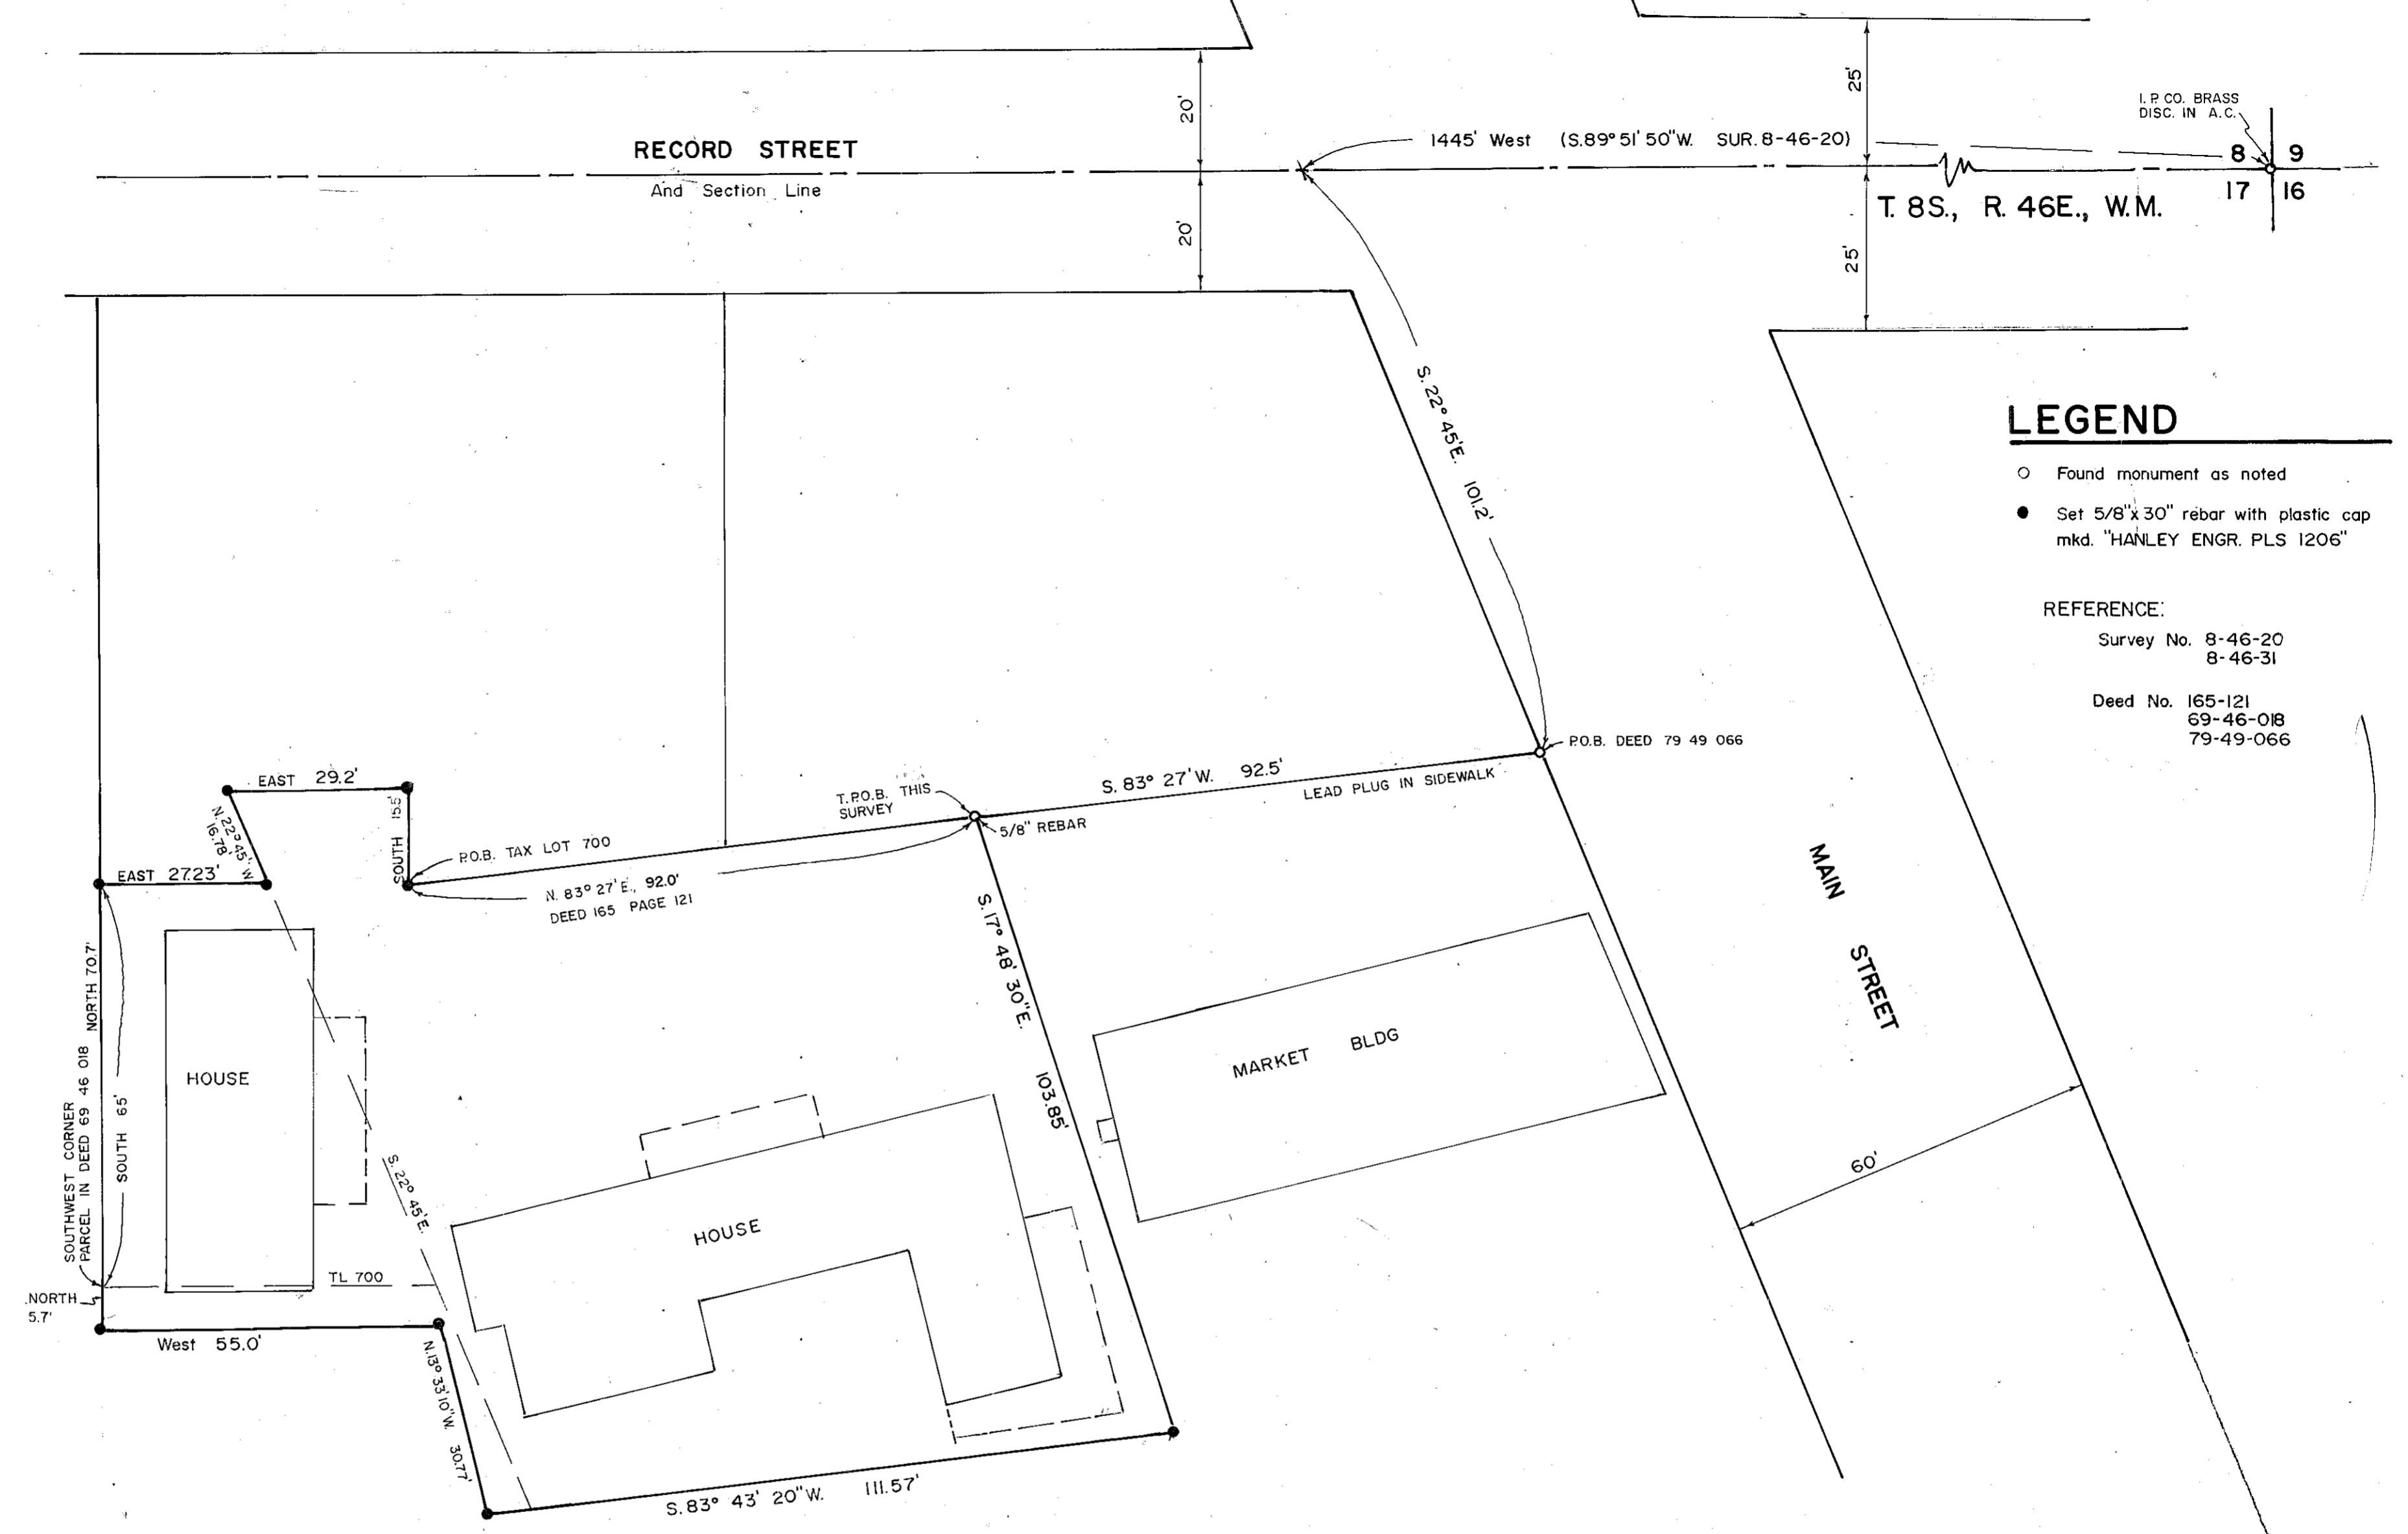 20'
25'
I.P. CO. BRASS
DISC. IN A.C.
1445' West (S.89°51'50"W. SUR. 8-46-20)
RECORD STREET
And Section Line
8 9
17 16
20'
T. 8S., R. 46E., W.M.
25'
S. 22° 45'E. 101.2'
LEGEND
○ Found monument as noted
● Set 5/8"x 30" rebar with plastic cap
mkd. "HANLEY ENGR. PLS 1206"
REFERENCE:
Survey No. 8-46-20
8-46-31
Deed No. 165-121
69-46-018
79-49-066
P.O.B. DEED 79 49 066
EAST 29.2'
S. 83° 27' W. 92.5'
LEAD PLUG IN SIDEWALK
T.P.O.B. THIS
SURVEY
5/8" REBAR
N. 22° 45' W
16.78'
SOUTH 15.5'
P.O.B. TAX LOT 700
EAST 27.23'
N. 83° 27' E., 92.0'
DEED 165 PAGE 121
MAIN STREET
S. 17° 48' 30"E. 103.85'
NORTH 70.7'
SOUTHWEST CORNER
PARCEL IN DEED 69 46 018
SOUTH 65'
HOUSE
MARKET BLDG
60'
S. 22° 45'E.
HOUSE
TL 700
NORTH
5.7'
West 55.0'
N.13° 33' 10"W. 30.77'
S. 83° 43' 20"W. 111.57'